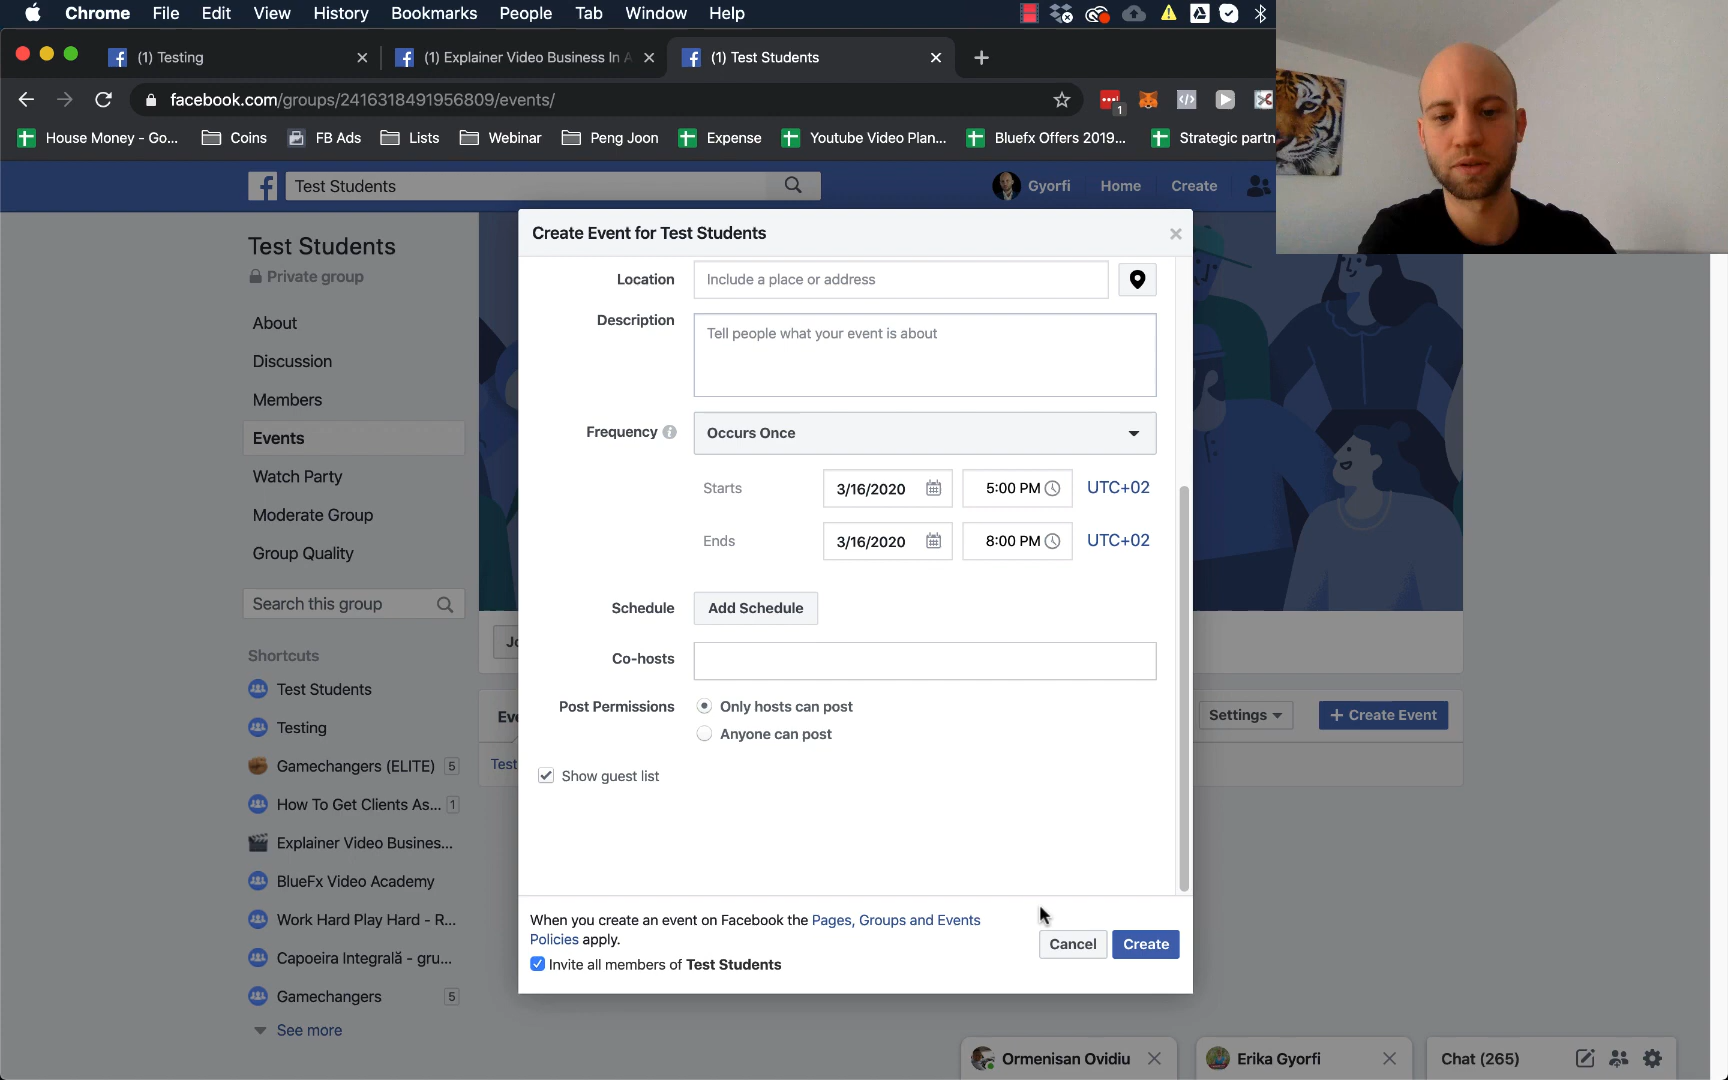 Chrome File Edit View History Bookmarks People Tab Window Help
(1) Testing
(1) Explainer Video Business In A
(1) Test Students
facebook.com/groups/2416318491956809/events/
1
House Money - Go...
Coins
FB Ads
Lists
Webinar
Peng Joon
Expense
Youtube Video Plan...
Bluefx Offers 2019...
Strategic partn
Test Students
Gyorfi
Home
Create
Test Students
Private group
About
Discussion
Members
Events
Watch Party
Moderate Group
Group Quality
Search this group
Shortcuts
Test Students
Testing
Gamechangers (ELITE) 5
How To Get Clients As... 1
Explainer Video Busines...
BlueFx Video Academy
Work Hard Play Hard - R...
Capoeira Integrală - gru...
Gamechangers 5
See more
Create Event for Test Students
Location
Include a place or address
Description
Tell people what your event is about
Frequency
Occurs Once
Starts
3/16/2020
5:00 PM
UTC+02
Ends
3/16/2020
8:00 PM
UTC+02
Schedule
Add Schedule
Co-hosts
Post Permissions
Only hosts can post
Anyone can post
Show guest list
When you create an event on Facebook the Pages, Groups and Events
Policies apply.
Invite all members of Test Students
Cancel
Create
Jo
Eve
Test
Settings
+ Create Event
Ormenisan Ovidiu
Erika Gyorfi
Chat (265)